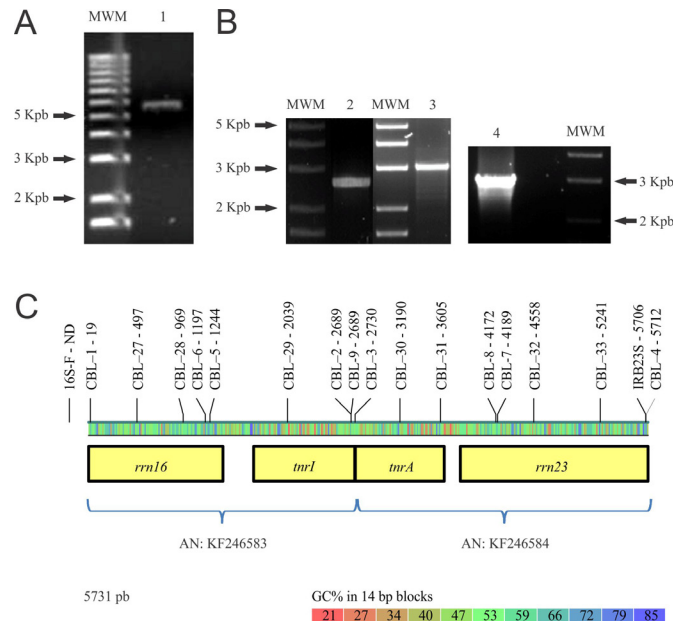 A
MWM 1
5 Kpb
3 Kpb
2 Kpb
B
MWM 2 MWM 3
5 Kpb
3 Kpb
2 Kpb
4 MWM
3 Kpb
2 Kpb
C
16S-F - ND
CBL-1 - 19
CBL-27 - 497
CBL-28 - 969
CBL-6 - 1197
CBL-5 - 1244
CBL-29 - 2039
CBL-2 - 2689
CBL-9 - 2689
CBL-3 - 2730
CBL-30 - 3190
CBL-31 - 3605
CBL-8 - 4172
CBL-7 - 4189
CBL-32 - 4558
CBL-33 - 5241
IRB23S - 5706
CBL-4 - 5712
rrn16 tnrI tnrA rrn23
AN: KF246583 AN: KF246584
5731 pb
GC% in 14 bp blocks
21 27 34 40 47 53 59 66 72 79 85